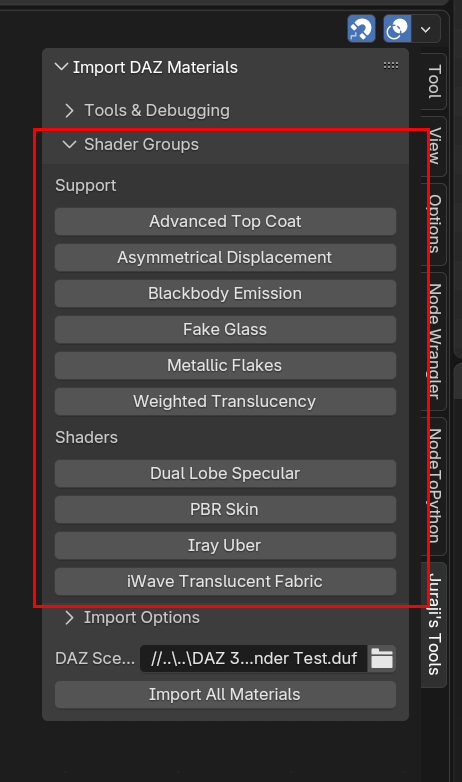 Import DAZ Materials
Tools & Debugging
Shader Groups
Support
Advanced Top Coat
Asymmetrical Displacement
Blackbody Emission
Fake Glass
Metallic Flakes
Weighted Translucency
Shaders
Dual Lobe Specular
PBR Skin
Iray Uber
iWave Translucent Fabric
Import Options
DAZ Sce... //..\..\DAZ 3...nder Test.duf
Import All Materials
Tool
View
Options
Node Wrangler
NodeToPython
Juraji's Tools